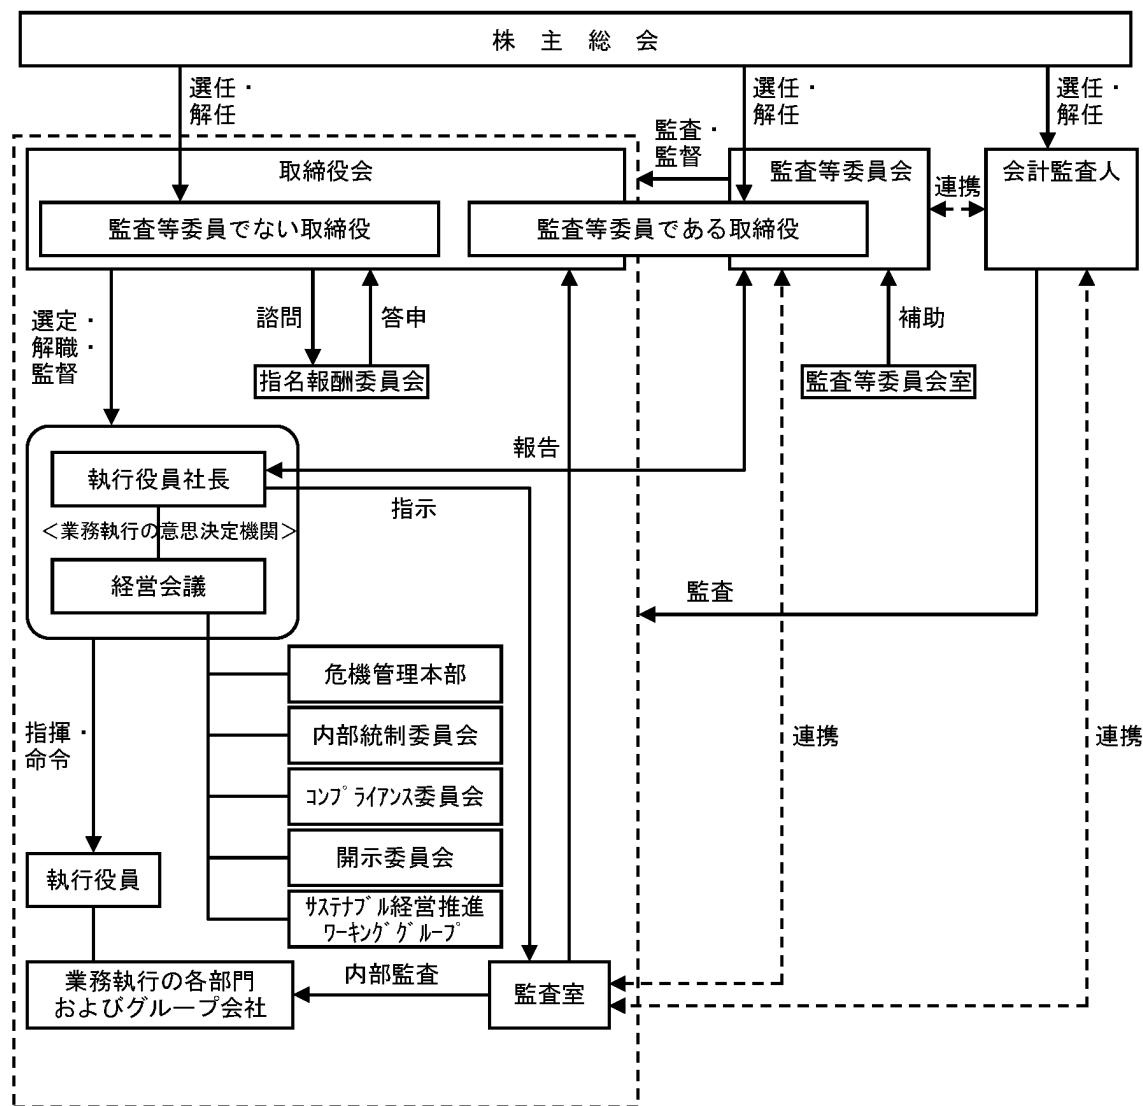 株主総会
選任・
解任
選任・
解任
選任・
解任
監査・
監督
取締役会
監査等委員会
会計監査人
連携
監査等委員でない取締役
監査等委員である取締役
選定・
解職・
監督
諮問
答申
補助
指名報酬委員会
監査等委員会室
報告
執行役員社長
指示
＜業務執行の意思決定機関＞
経営会議
監査
危機管理本部
指揮・
命令
内部統制委員会
連携
連携
ｺﾝﾌﾟﾗｲｱﾝｽ委員会
開示委員会
執行役員
ｻｽﾃﾅﾌﾞﾙ経営推進
ﾜｰｷﾝｸﾞｸﾞﾙｰﾌﾟ
内部監査
業務執行の各部門
およびグループ会社
監査室